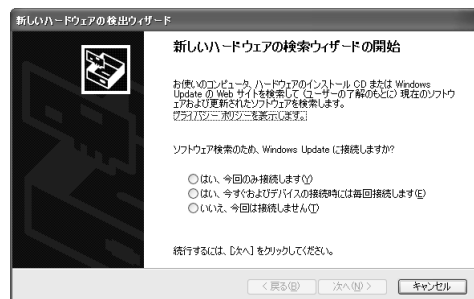 新しいハードウェアの検出ウィザード
新しいハードウェアの検索ウィザードの開始
お使いのコンピュータ、ハードウェアのインストール CD または Windows
Update の Web サイトを検索して (ユーザーの了解のもとに) 現在のソフトウ
ェアおよび更新されたソフトウェアを検索します。
プライバシー ポリシーを表示します。
ソフトウェア検索のため、Windows Update に接続しますか?
はい、今回のみ接続します(Y)
はい、今すぐおよびデバイスの接続時には毎回接続します(E)
いいえ、今回は接続しません(T)
続行するには、[次へ] をクリックしてください。
< 戻る(B)
次へ(N) >
キャンセル